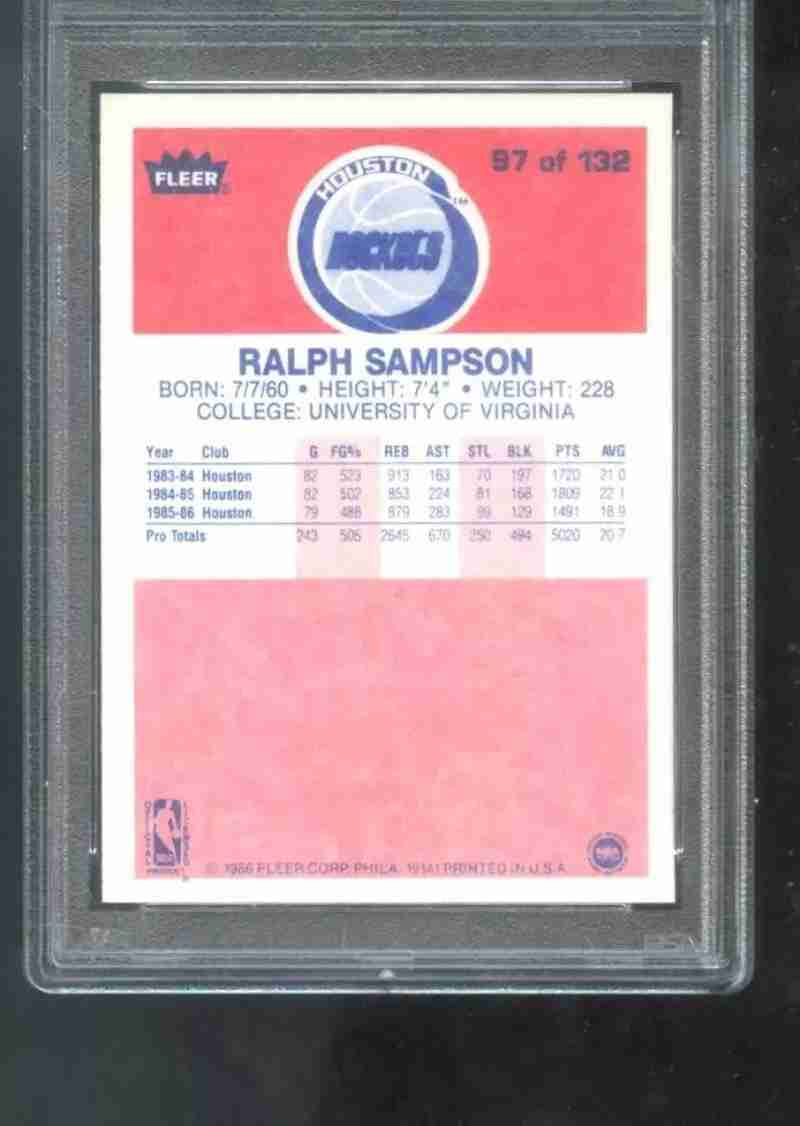 FLEER®
HOUSTON
ROCKETS
TM
97 of 132
RALPH SAMPSON
BORN: 7/7/60 • HEIGHT: 7'4" • WEIGHT: 228
COLLEGE: UNIVERSITY OF VIRGINIA
Year Club G FG% REB AST STL BLK PTS AVG
1983-84 Houston 82 523 913 163 70 197 1720 21.0
1984-85 Houston 82 502 853 224 81 168 1809 22.1
1985-86 Houston 79 488 879 283 99 129 1491 18.9
Pro Totals 243 505 2645 670 250 494 5020 20.7
© 1986 FLEER CORP. PHILA. 19141 PRINTED IN U.S.A.